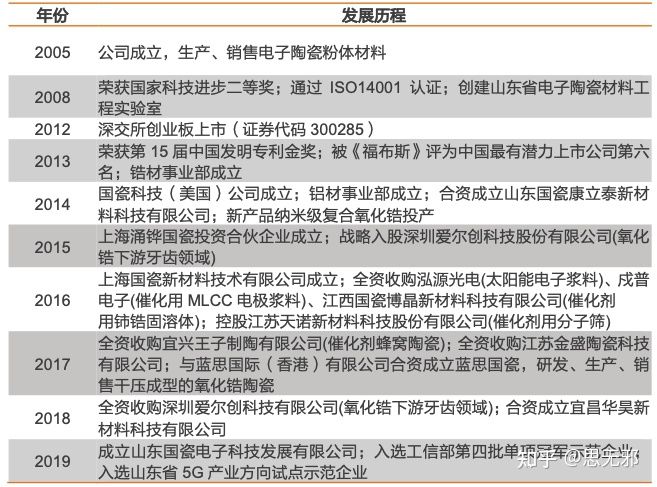 年份 发展历程
2005 公司成立，生产、销售电子陶瓷粉体材料
2008 荣获国家科技进步二等奖；通过 ISO14001 认证；创建山东省电子陶瓷材料工
程实验室
2012 深交所创业板上市（证券代码 300285）
2013 荣获第 15 届中国发明专利金奖；被《福布斯》评为中国最有潜力上市公司第六
名；锆材事业部成立
2014 国瓷科技（美国）公司成立；铝材事业部成立；合资成立山东国瓷康立泰新材
料科技有限公司；新产品纳米级复合氧化锆投产
2015 上海涌铧国瓷投资合伙企业成立；战略入股深圳爱尔创科技股份有限公司(氧化
锆下游牙齿领域)
2016 上海国瓷新材料技术有限公司成立；全资收购泓源光电(太阳能电子浆料)、戍普
电子(催化用 MLCC 电极浆料)、江西国瓷博晶新材料科技有限公司(催化剂
用铈锆固溶体)；控股江苏天诺新材料科技股份有限公司(催化剂用分子筛)
2017 全资收购宜兴王子制陶有限公司(催化剂蜂窝陶瓷)；全资收购江苏金盛陶瓷科技
有限公司；与蓝思国际（香港）有限公司合资成立蓝思国瓷，研发、生产、销
售干压成型的氧化锆陶瓷
2018 全资收购深圳爱尔创科技有限公司(氧化锆下游牙齿领域)；合资成立宜昌华昊新
材料科技有限公司
2019 成立山东国瓷电子科技发展有限公司；入选工信部第四批单项冠军示范企业，
入选山东省 5G 产业方向试点示范企业
知乎 @思无邪